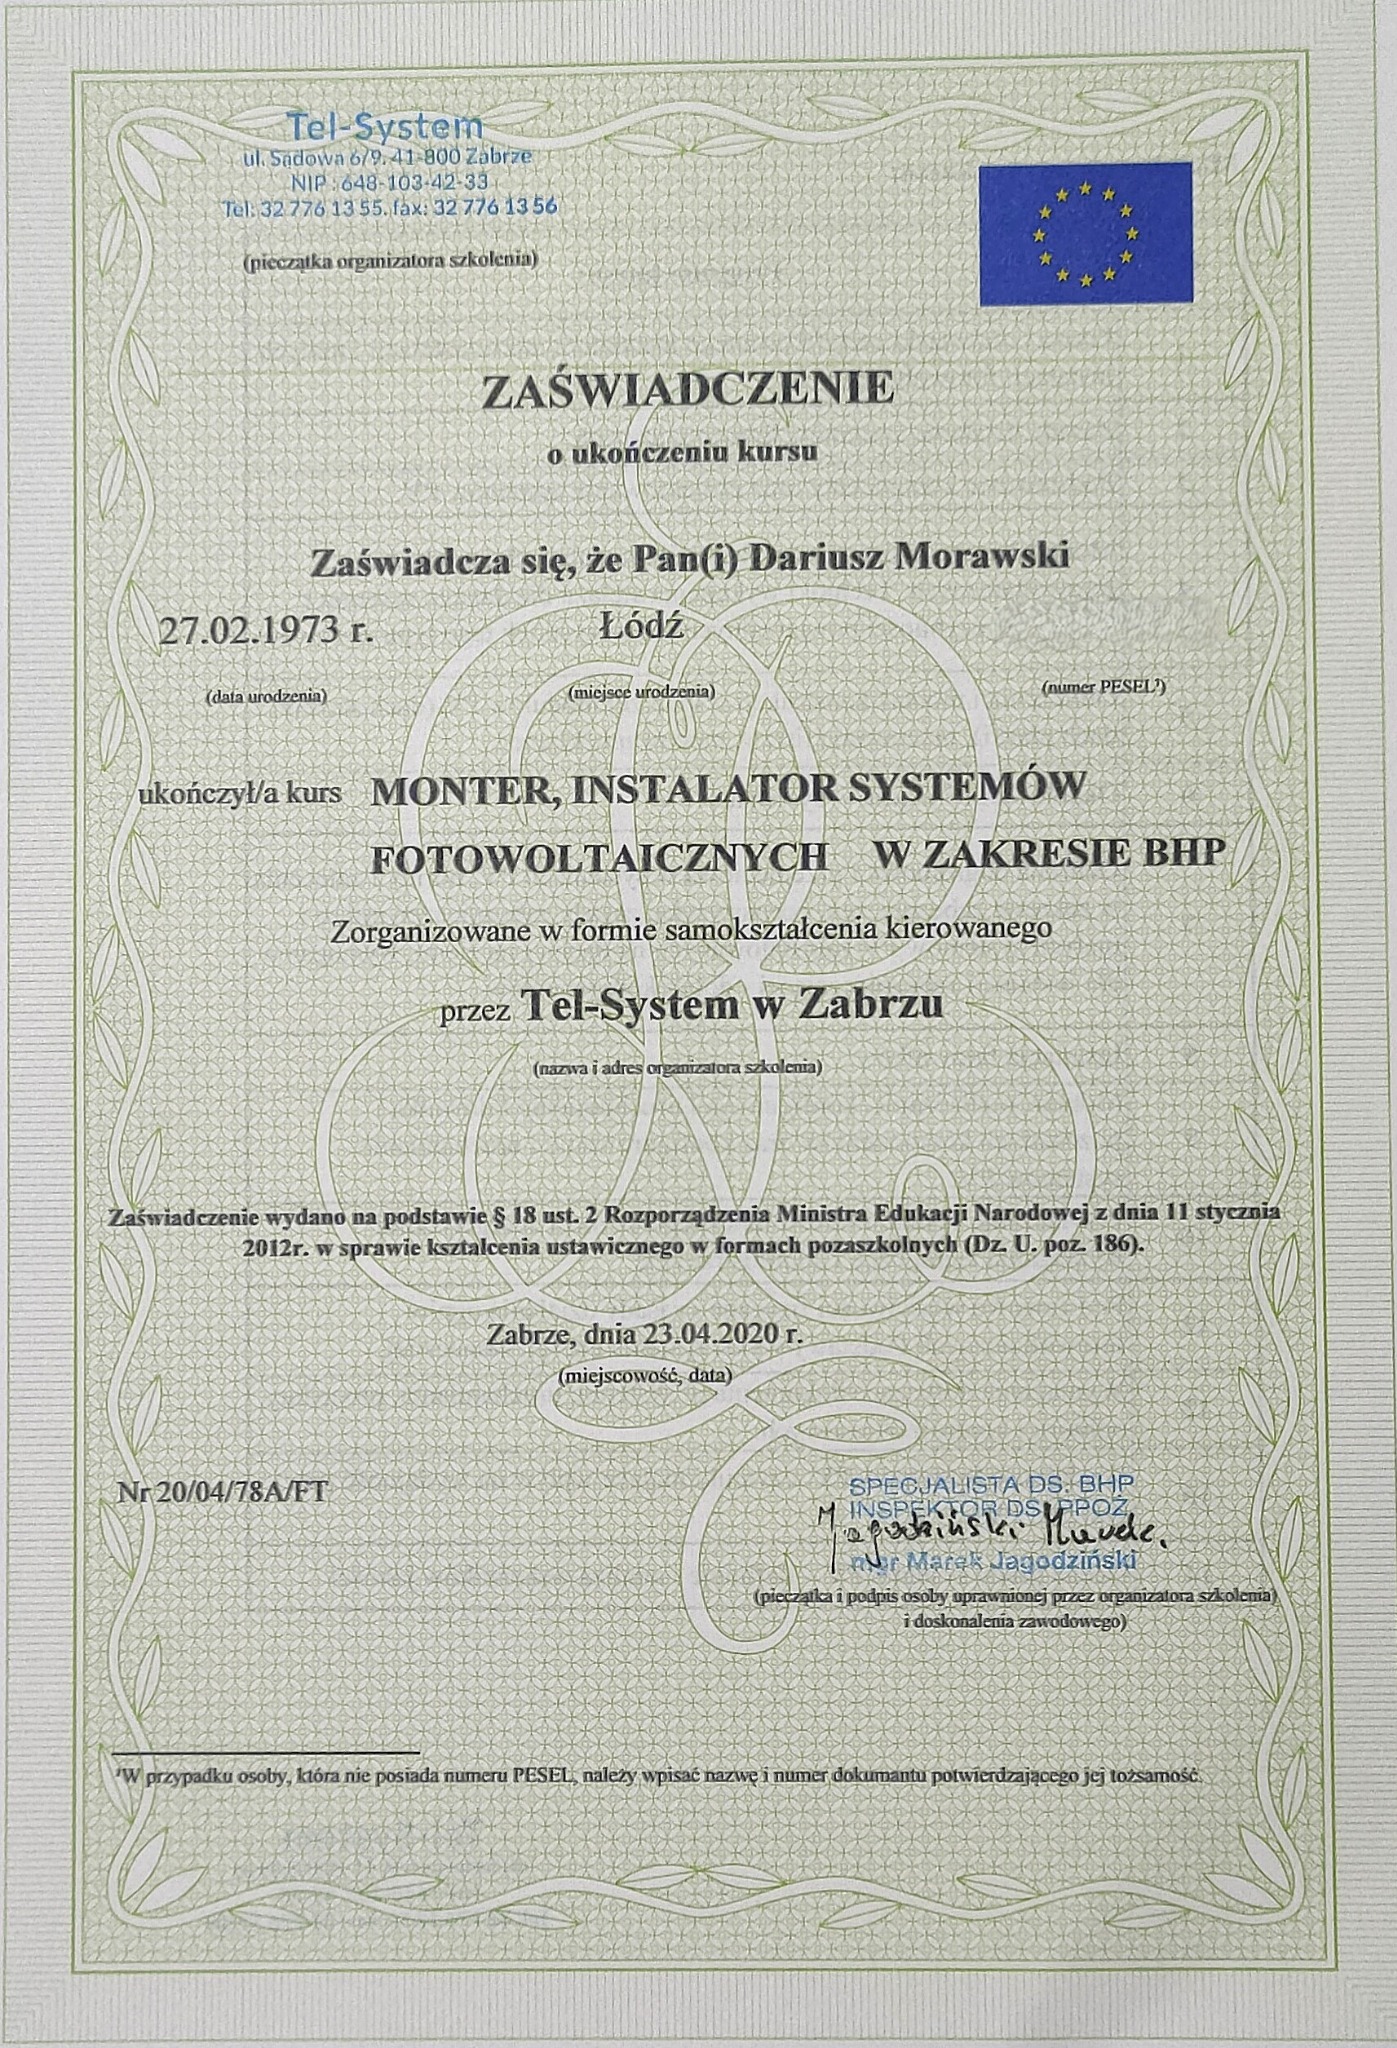 Tel-System
ul. Sądowa 6/9, 41-800 Zabrze
NIP : 648-103-42-33
Tel: 32 776 13 55, fax: 32 776 13 56
(pieczątka organizatora szkolenia)
ZAŚWIADCZENIE
o ukończeniu kursu
Zaświadcza się, że Pan(i) Dariusz Morawski
27.02.1973 r. Łódź
(data urodzenia) (miejsce urodzenia) (numer PESEL¹)
ukończył/a kurs MONTER, INSTALATOR SYSTEMÓW
FOTOWOLTAICZNYCH W ZAKRESIE BHP
Zorganizowane w formie samokształcenia kierowanego
przez Tel-System w Zabrzu
(nazwa i adres organizatora szkolenia)
Zaświadczenie wydano na podstawie § 18 ust. 2 Rozporządzenia Ministra Edukacji Narodowej z dnia 11 stycznia
2012r. w sprawie kształcenia ustawicznego w formach pozaszkolnych (Dz. U. poz. 186).
Zabrze, dnia 23.04.2020 r.
(miejscowość, data)
Nr 20/04/78A/FT
SPECJALISTA DS. BHP
INSPEKTOR DS. PPOŻ.
Jagodziński Marek
mgr Marek Jagodziński
(pieczątka i podpis osoby uprawnionej przez organizatora szkolenia)
i doskonalenia zawodowego)
¹W przypadku osoby, która nie posiada numeru PESEL, należy wpisać nazwę i numer dokumantu potwierdzającego jej tożsamość.